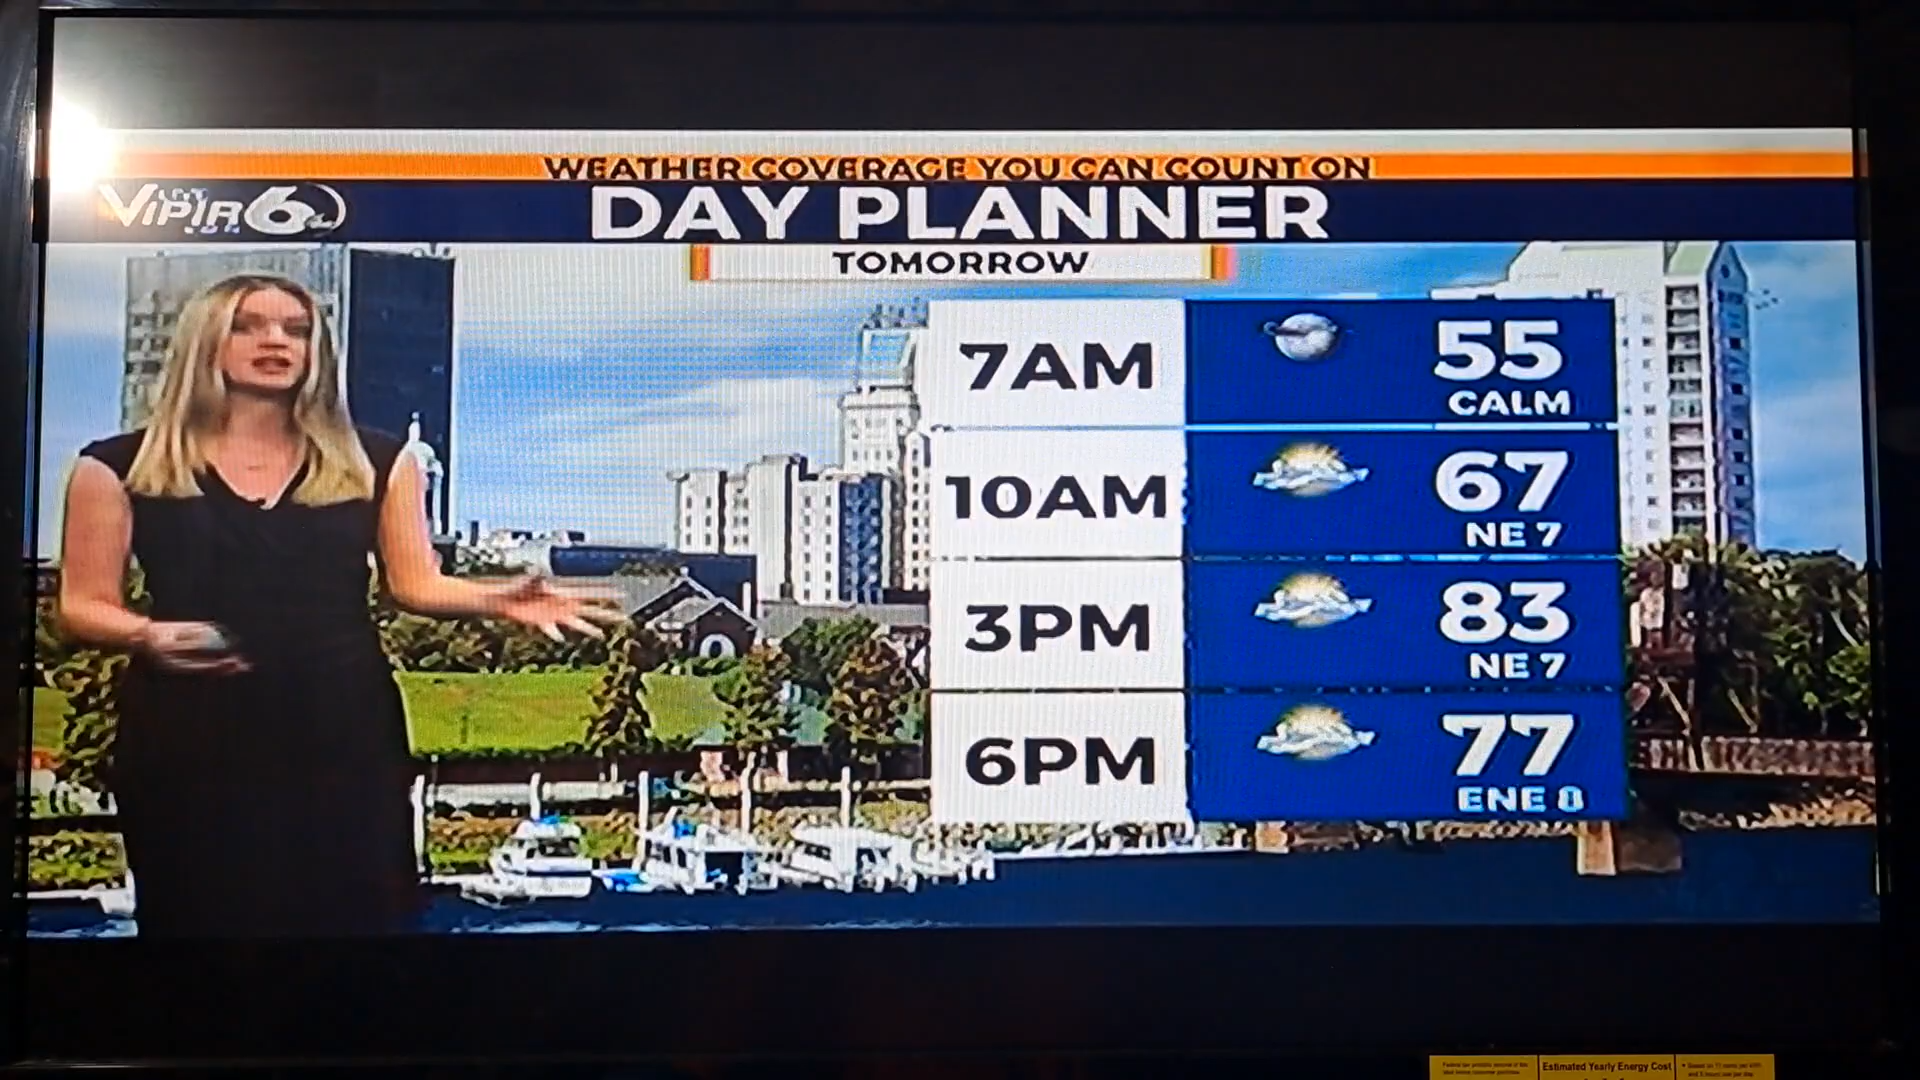 WEATHER COVERAGE YOU CAN COUNT ON
VIPIR 6
DAY PLANNER
TOMORROW
7AM
55
CALM
10AM
67
NE 7
3PM
83
NE 7
6PM
77
ENE 8
Estimated Yearly Energy Cost